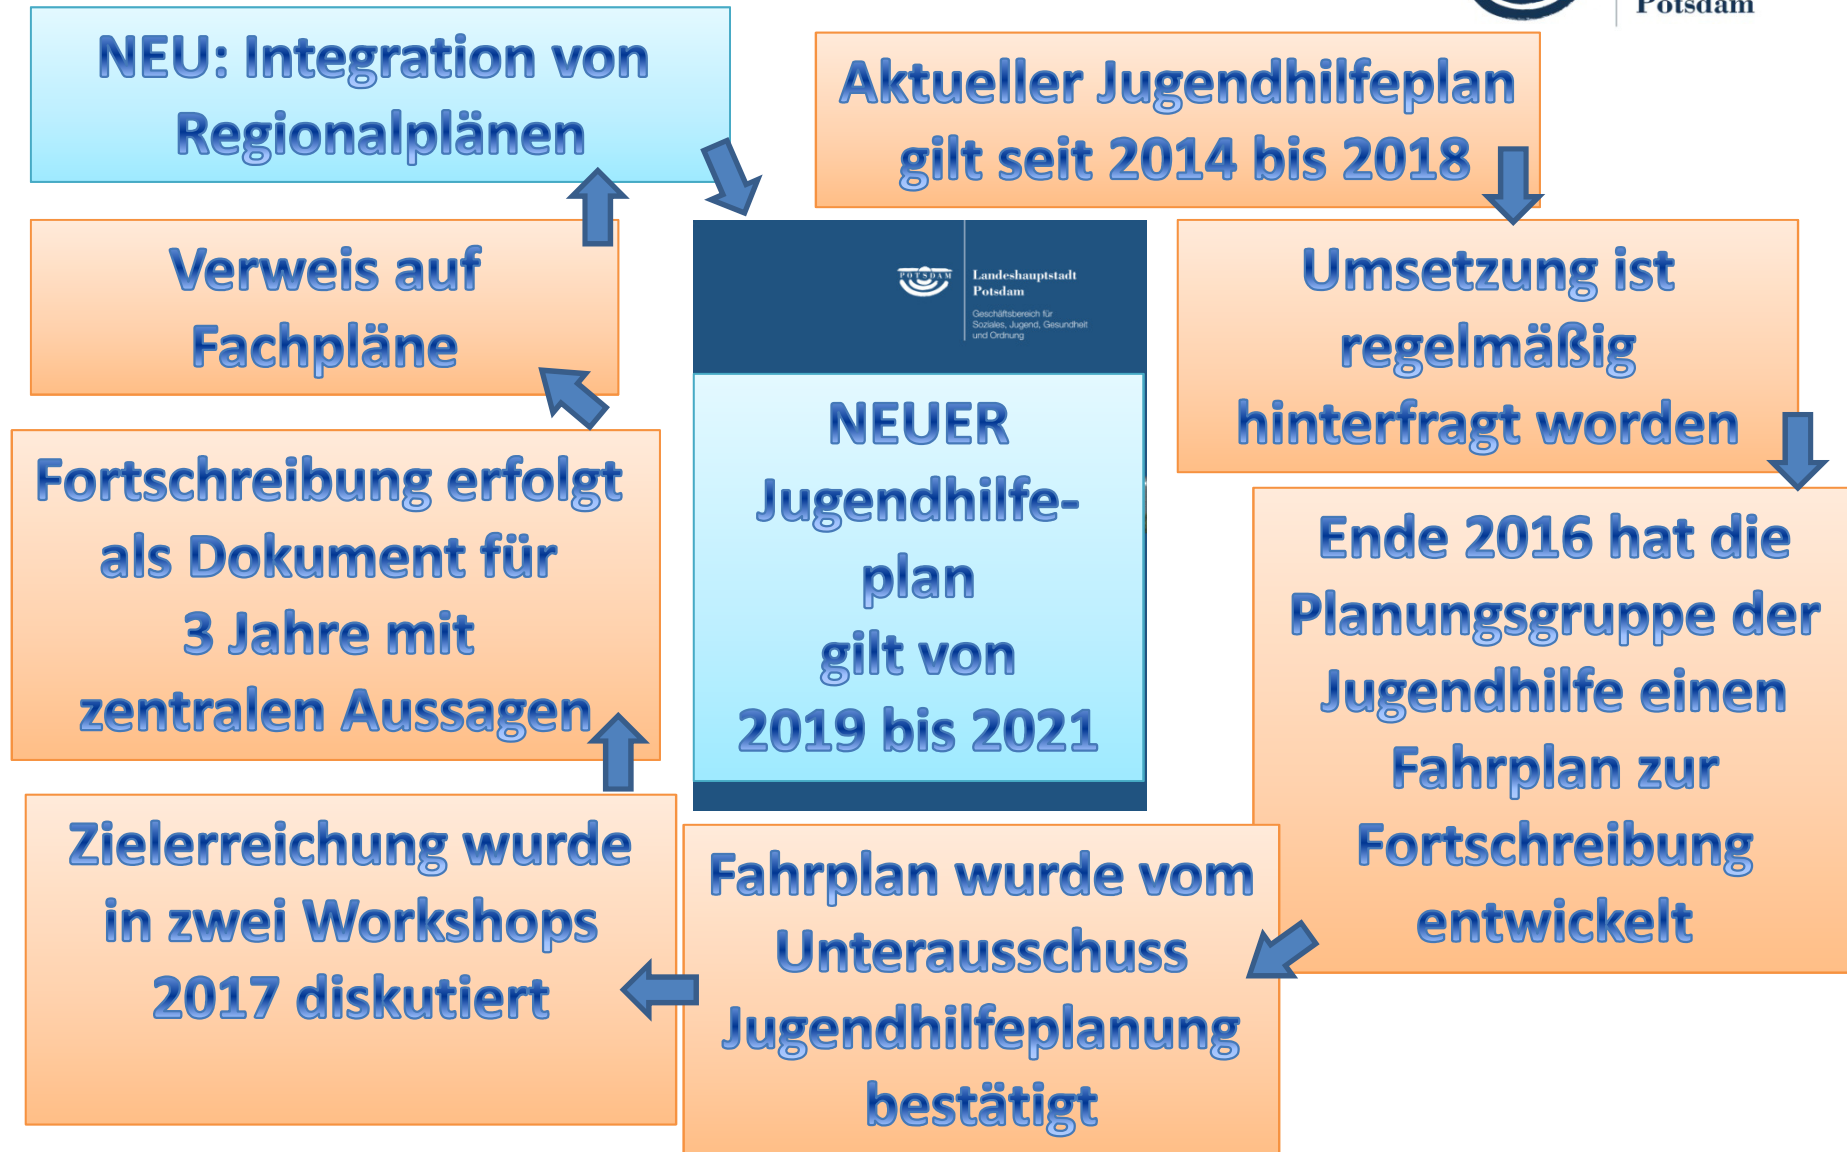 Potsdam
Aktueller Jugendhilfeplan
gilt seit 2014 bis 2018
Umsetzung ist
regelmäßig
hinterfragt worden
Ende 2016 hat die
Planungsgruppe der
Jugendhilfe einen
Fahrplan zur
Fortschreibung
entwickelt
Fahrplan wurde vom
Unterausschuss
Jugendhilfeplanung
bestätigt
Zielerreichung wurde
in zwei Workshops
2017 diskutiert
Fortschreibung erfolgt
als Dokument für
3 Jahre mit
zentralen Aussagen
Verweis auf
Fachpläne
NEU: Integration von
Regionalplänen
POTSDAM
Landeshauptstadt
Potsdam
Geschäftsbereich für
Soziales, Jugend, Gesundheit
und Ordnung
NEUER
Jugendhilfe-
plan
gilt von
2019 bis 2021